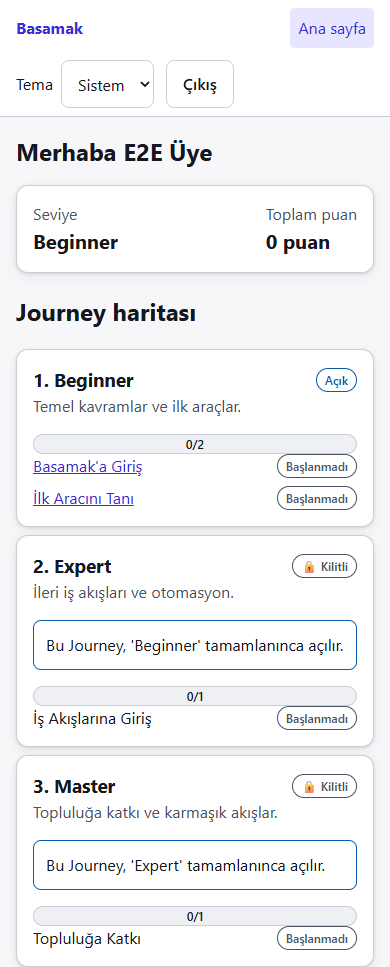 Basamak
Ana sayfa
Tema
Sistem
Çıkış
Merhaba E2E Üye
Seviye
Toplam puan
Beginner
0 puan
Journey haritası
1. Beginner
Açık
Temel kavramlar ve ilk araçlar.
0/2
Basamak'a Giriş
Başlanmadı
İlk Aracını Tanı
Başlanmadı
2. Expert
🔒 Kilitli
İleri iş akışları ve otomasyon.
Bu Journey, 'Beginner' tamamlanınca açılır.
0/1
İş Akışlarına Giriş
Başlanmadı
3. Master
🔒 Kilitli
Topluluğa katkı ve karmaşık akışlar.
Bu Journey, 'Expert' tamamlanınca açılır.
0/1
Topluluğa Katkı
Başlanmadı